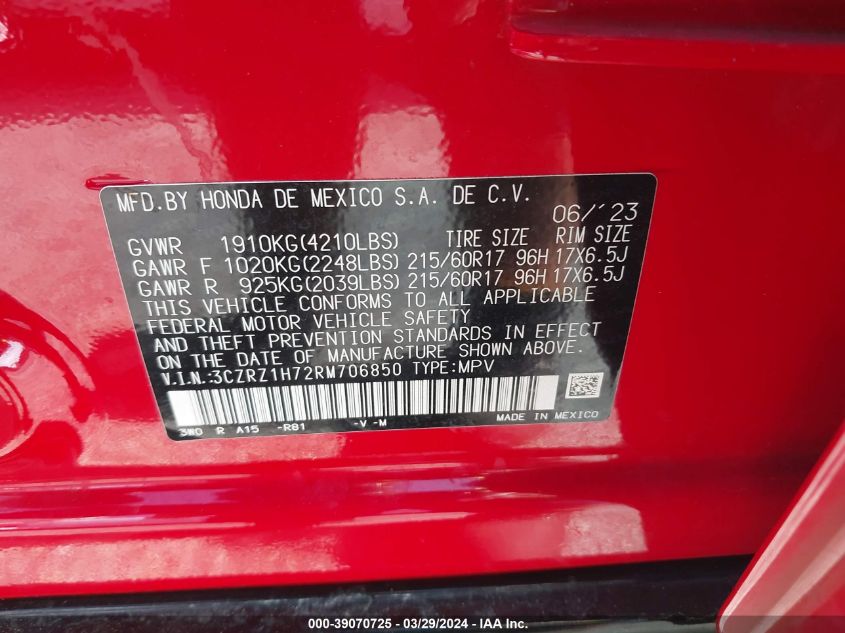 MFD.BY HONDA DE MEXICO S.A. DE C.V.
06/'23
GVWR 1910KG(4210LBS) TIRE SIZE RIM SIZE
GAWR F 1020KG(2248LBS) 215/60R17 96H 17X6.5J
GAWR R 925KG(2039LBS) 215/60R17 96H 17X6.5J
THIS VEHICLE CONFORMS TO ALL APPLICABLE
FEDERAL MOTOR VEHICLE SAFETY
AND THEFT PREVENTION STANDARDS IN EFFECT
ON THE DATE OF MANUFACTURE SHOWN ABOVE.
V.I.N.:3CZRZ1H72RM706850 TYPE:MPV
3W0 R A15 -R81 -V -M MADE IN MEXICO
000-39070725 - 03/29/2024 - IAA, Inc.